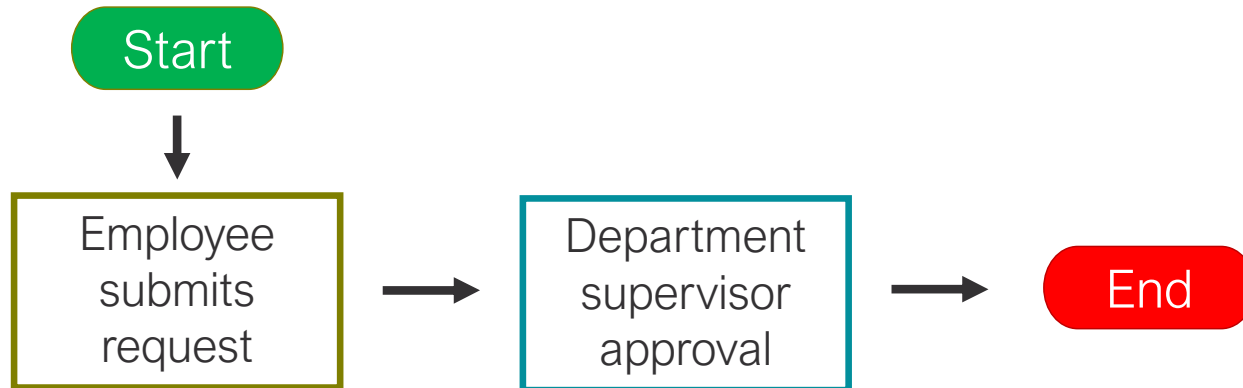 Start
Employee
submits
request
Department
supervisor
approval
End